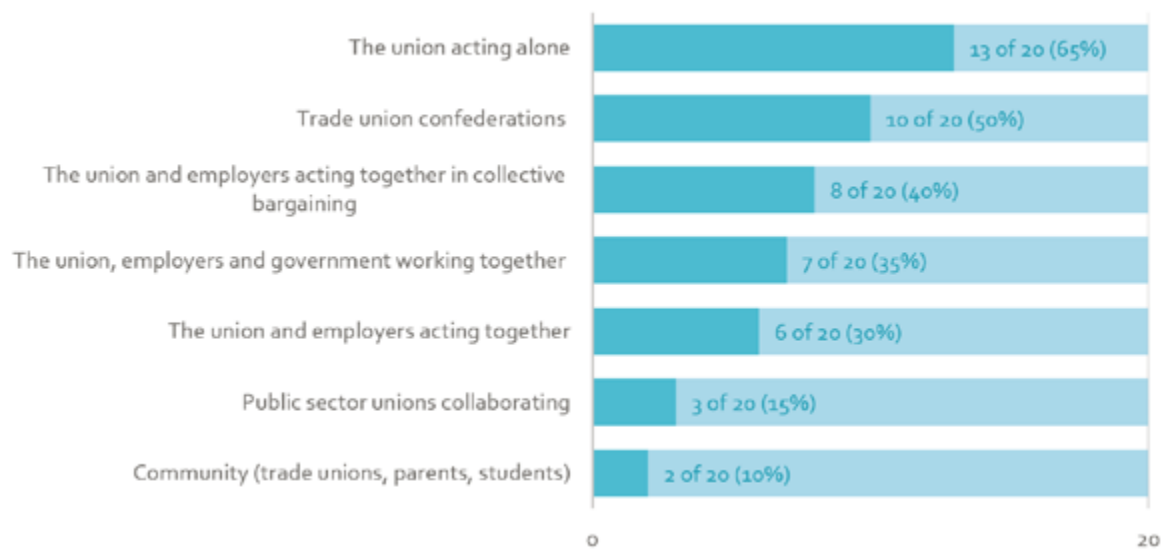 The union acting alone
13 of 20 (65%)
Trade union confederations
10 of 20 (50%)
The union and employers acting together in collective
bargaining
8 of 20 (40%)
The union, employers and government working together
7 of 20 (35%)
The union and employers acting together
6 of 20 (30%)
Public sector unions collaborating
3 of 20 (15%)
Community (trade unions, parents, students)
2 of 20 (10%)
0
20